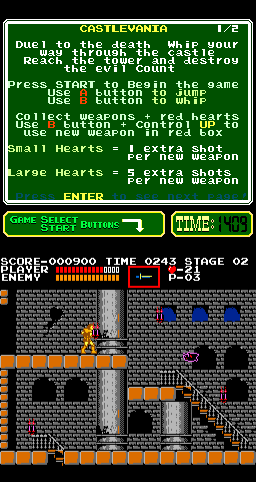 CASTLEVANIA 1/2
Duel to the death. Whip your
way through the castle
Reach the tower and destroy
the evil Count
Press START to Begin the game
Use A button to jump
Use B button to whip
Collect weapons + red hearts
Use B button + Control UP to
use new weapon in red box
Small Hearts = 1 extra shot
per new weapon
Large Hearts = 5 extra shots
per new weapon
ENTER
GAME SELECT
START BUTTONS
TIME: 1409
SCORE-000900 TIME 0243 STAGE 02
PLAYER -21
ENEMY P-03